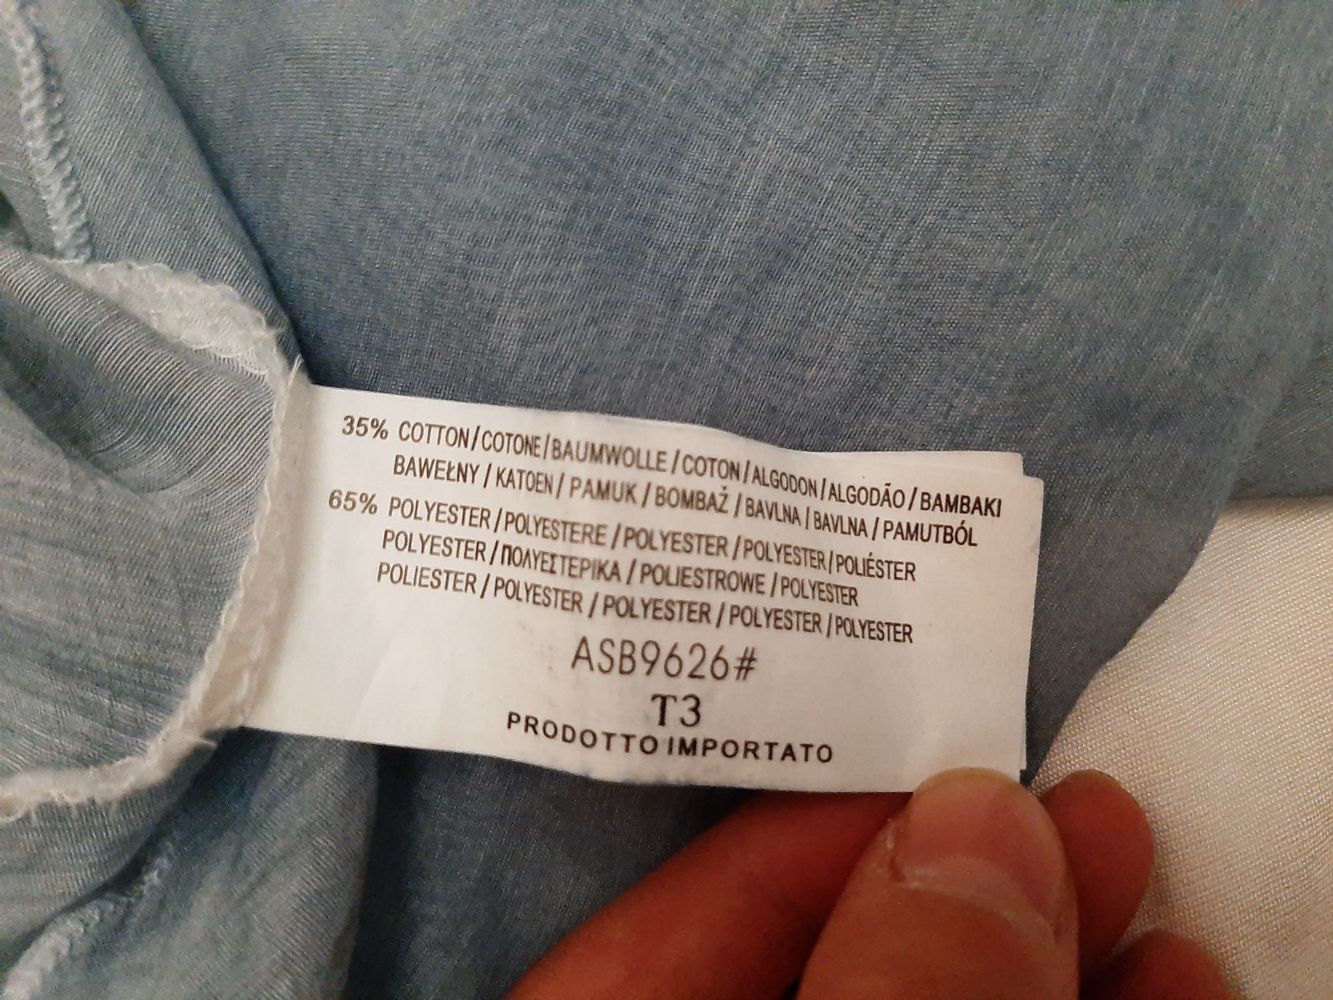 35% COTTON/COTONE/BAUMWOLLE/COTON/ALGODON/ALGODÃO/BAMBAKI
BAWEŁNY/KATOEN/PAMUK/BOMBAŽ/BAVLNA/BAVLNA/PAMUTBÓL
65% POLYESTER/POLYESTERE/POLYESTER/POLYESTER/POLIÉSTER
POLYESTER/ΠΟΛΥΕΣΤΕΡΙΚΑ/POLIESTROWE/POLYESTER
POLIESTER/POLYESTER/POLYESTER/POLYESTER/POLYESTER
ASB9626#
T3
PRODOTTO IMPORTATO